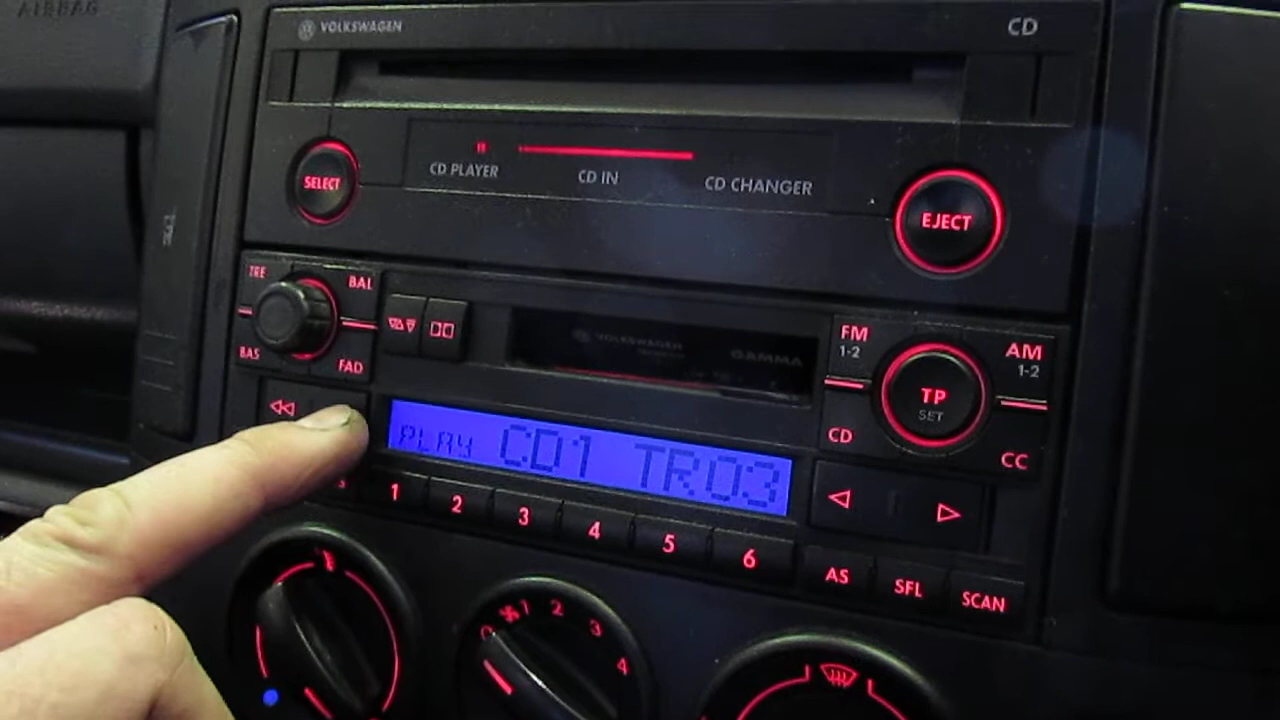 AIRBAG
VOLKSWAGEN
CD
CD PLAYER
CD IN
CD CHANGER
SELECT
EJECT
TRE
BAL
BAS
FAD
VOLKSWAGEN
GAMMA
FM
1-2
AM
1-2
TP
SET
CD
CC
PLAY CD1 TR03
1 2 3 4 5 6
AS SFL SCAN
1 2 3 4